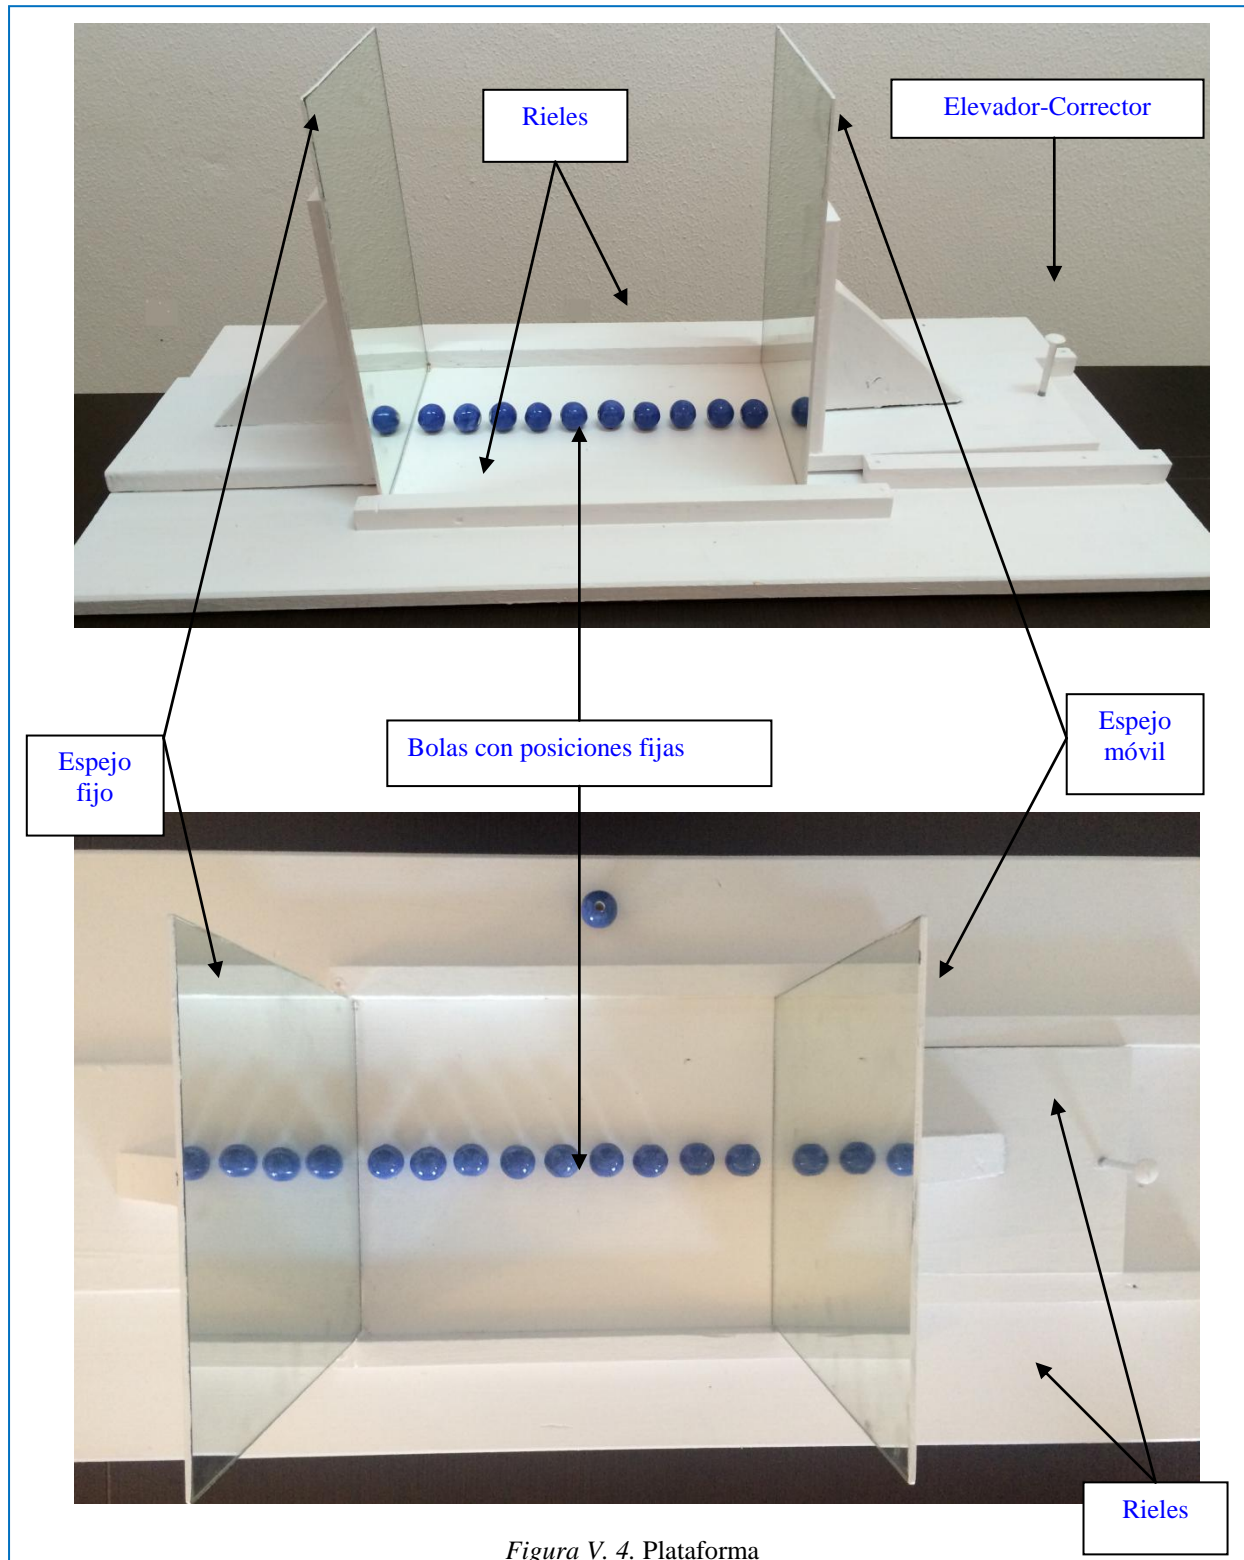 Rieles
Elevador-Corrector
Espejo
fijo
Bolas con posiciones fijas
Espejo
móvil
Rieles
Figura V. 4. Plataforma